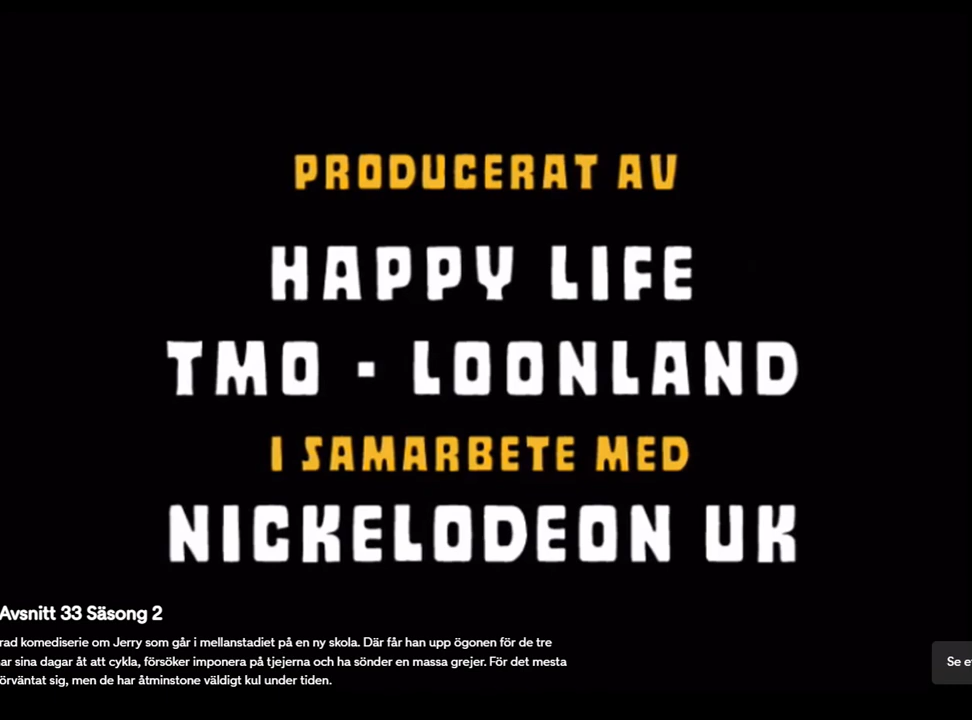 PRODUCERAT AV
HAPPY LIFE
TMO - LOONLAND
I SAMARBETE MED
NICKELODEON UK
Avsnitt 33 Säsong 2
rad komediserie om Jerry som går i mellanstadiet på en ny skola. Där får han upp ögonen för de tre
ar sina dagar åt att cykla, försöker imponera på tjejerna och ha sönder en massa grejer. För det mesta
örväntat sig, men de har åtminstone väldigt kul under tiden.
Se e